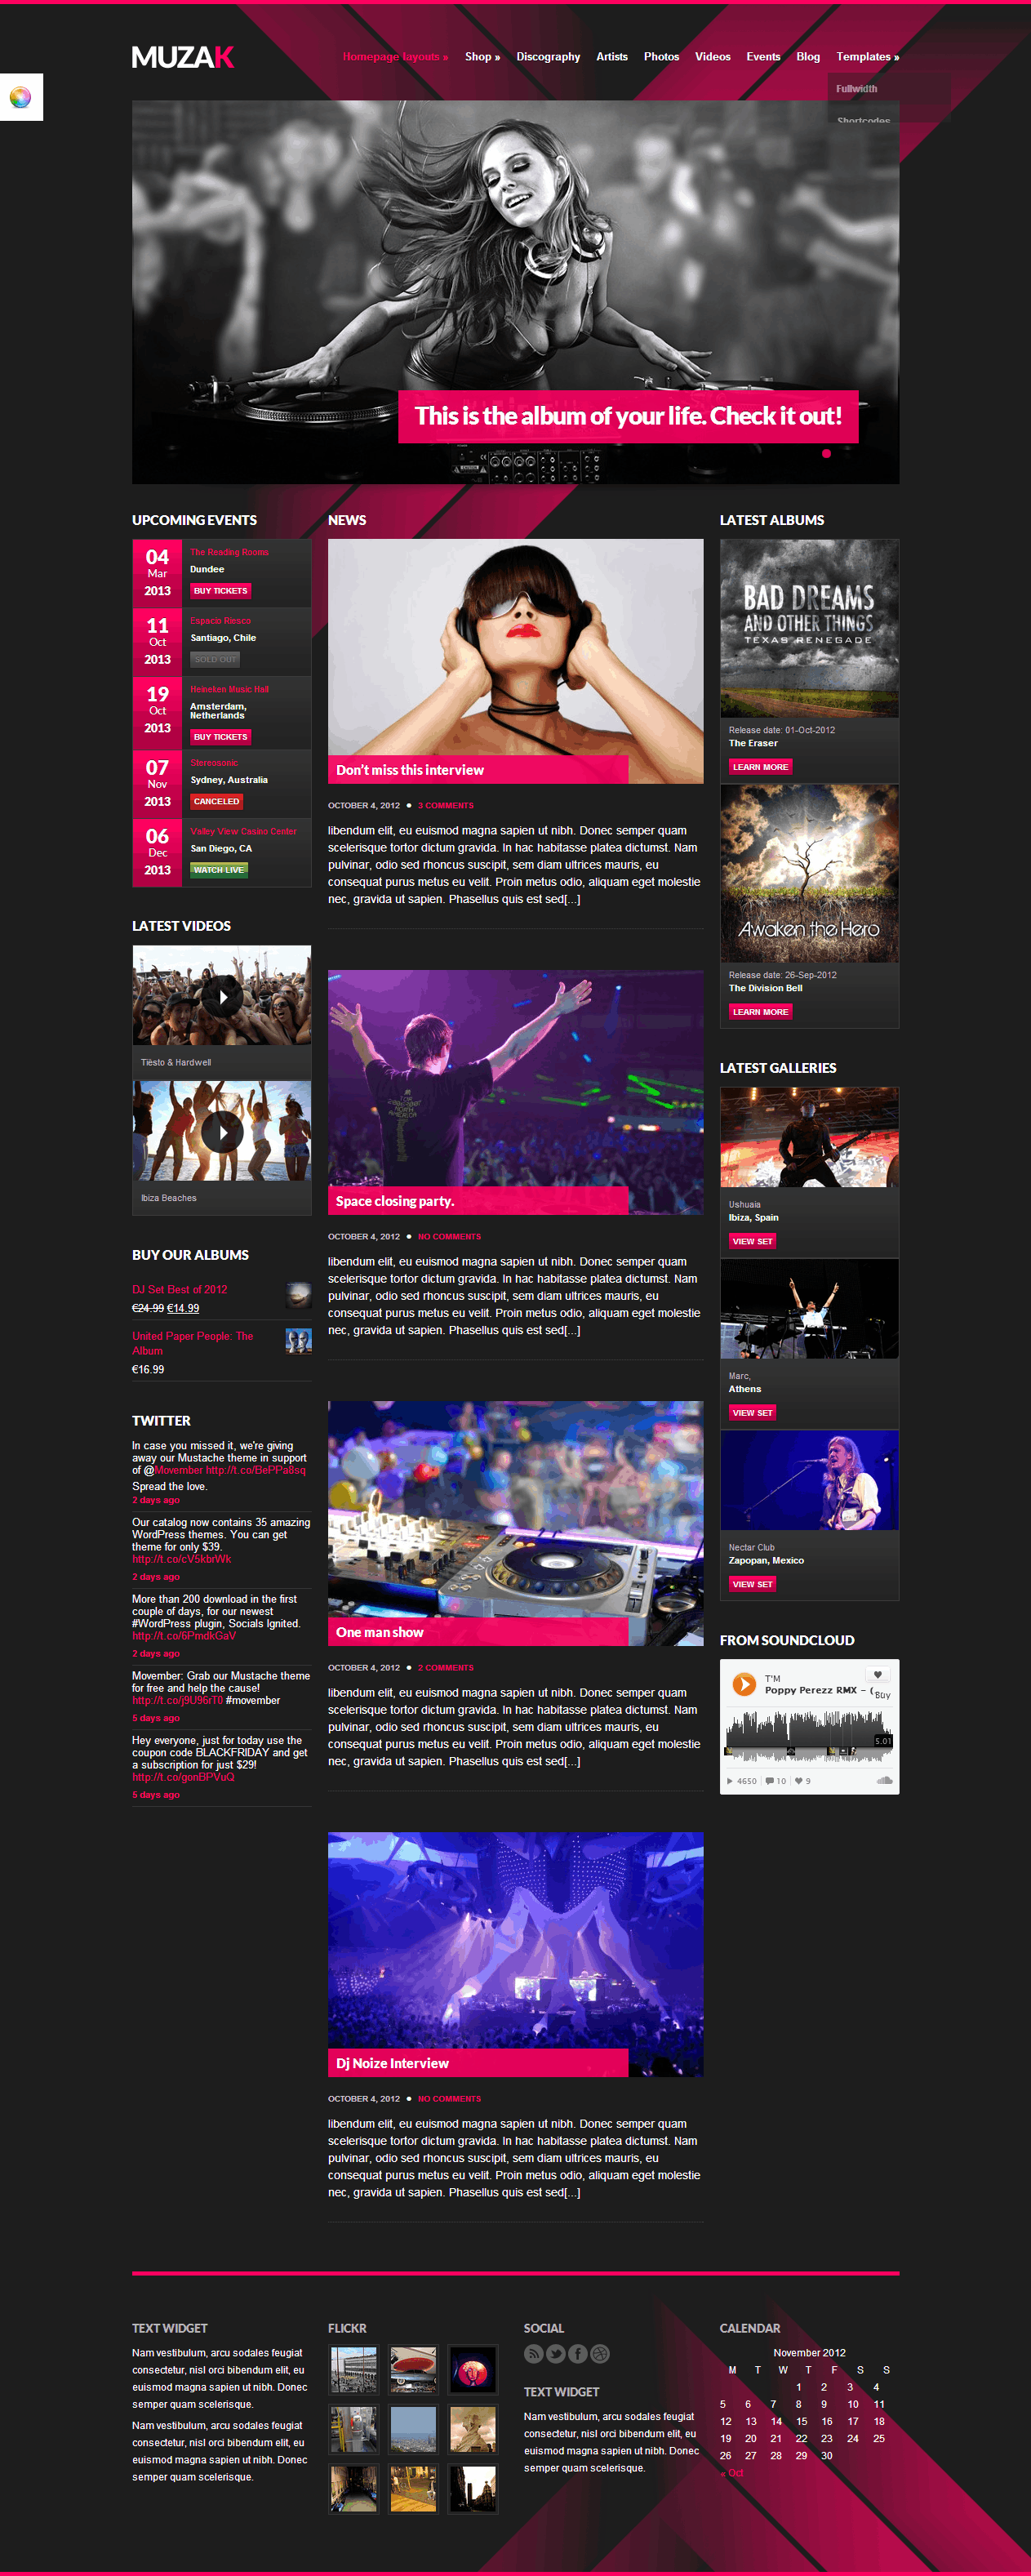 MUZAK
Homepage layouts » Shop » Discography Artists Photos Videos Events Blog Templates »
Fullwidth
Shortcodes
This is the album of your life. Check it out!
UPCOMING EVENTS
04 Mar 2013
The Reading Rooms
Dundee
BUY TICKETS
11 Oct 2013
Espacio Riesco
Santiago, Chile
SOLD OUT
19 Oct 2013
Heineken Music Hall
Amsterdam,
Netherlands
BUY TICKETS
07 Nov 2013
Stereosonic
Sydney, Australia
CANCELED
06 Dec 2013
Valley View Casino Center
San Diego, CA
WATCH LIVE
LATEST VIDEOS
Tiësto & Hardwell
Ibiza Beaches
BUY OUR ALBUMS
DJ Set Best of 2012
€24.99 €14.99
United Paper People: The
Album
€16.99
TWITTER
In case you missed it, we're giving
away our Mustache theme in support
of @Movember http://t.co/BePPa8sq
Spread the love.
2 days ago
Our catalog now contains 35 amazing
WordPress themes. You can get
theme for only $39.
http://t.co/cV5kbrWk
2 days ago
More than 200 download in the first
couple of days, for our newest
#WordPress plugin, Socials Ignited.
http://t.co/6PmdkGaV
2 days ago
Movember: Grab our Mustache theme
for free and help the cause!
http://t.co/j9U96rT0 #movember
5 days ago
Hey everyone, just for today use the
coupon code BLACKFRIDAY and get
a subscription for just $29!
http://t.co/gonBPVuQ
5 days ago
NEWS
Don't miss this interview
OCTOBER 4, 2012 • 3 COMMENTS
libendum elit, eu euismod magna sapien ut nibh. Donec semper quam
scelerisque tortor dictum gravida. In hac habitasse platea dictumst. Nam
pulvinar, odio sed rhoncus suscipit, sem diam ultrices mauris, eu
consequat purus metus eu velit. Proin metus odio, aliquam eget molestie
nec, gravida ut sapien. Phasellus quis est sed[...]
Space closing party.
OCTOBER 4, 2012 • NO COMMENTS
libendum elit, eu euismod magna sapien ut nibh. Donec semper quam
scelerisque tortor dictum gravida. In hac habitasse platea dictumst. Nam
pulvinar, odio sed rhoncus suscipit, sem diam ultrices mauris, eu
consequat purus metus eu velit. Proin metus odio, aliquam eget molestie
nec, gravida ut sapien. Phasellus quis est sed[...]
One man show
OCTOBER 4, 2012 • 2 COMMENTS
libendum elit, eu euismod magna sapien ut nibh. Donec semper quam
scelerisque tortor dictum gravida. In hac habitasse platea dictumst. Nam
pulvinar, odio sed rhoncus suscipit, sem diam ultrices mauris, eu
consequat purus metus eu velit. Proin metus odio, aliquam eget molestie
nec, gravida ut sapien. Phasellus quis est sed[...]
Dj Noize Interview
OCTOBER 4, 2012 • NO COMMENTS
libendum elit, eu euismod magna sapien ut nibh. Donec semper quam
scelerisque tortor dictum gravida. In hac habitasse platea dictumst. Nam
pulvinar, odio sed rhoncus suscipit, sem diam ultrices mauris, eu
consequat purus metus eu velit. Proin metus odio, aliquam eget molestie
nec, gravida ut sapien. Phasellus quis est sed[...]
LATEST ALBUMS
BAD DREAMS
AND OTHER THINGS
TEXAS RENEGADE
Release date: 01-Oct-2012
The Eraser
LEARN MORE
Awaken the Hero
Release date: 26-Sep-2012
The Division Bell
LEARN MORE
LATEST GALLERIES
Ushuaia
Ibiza, Spain
VIEW SET
Marc,
Athens
VIEW SET
Nectar Club
Zapopan, Mexico
VIEW SET
FROM SOUNDCLOUD
T'M
Poppy Perezz RMX – (
Buy
5.01
4650 10 9
TEXT WIDGET
Nam vestibulum, arcu sodales feugiat
consectetur, nisl orci bibendum elit, eu
euismod magna sapien ut nibh. Donec
semper quam scelerisque.
Nam vestibulum, arcu sodales feugiat
consectetur, nisl orci bibendum elit, eu
euismod magna sapien ut nibh. Donec
semper quam scelerisque.
FLICKR
SOCIAL
TEXT WIDGET
Nam vestibulum, arcu sodales feugiat
consectetur, nisl orci bibendum elit, eu
euismod magna sapien ut nibh. Donec
semper quam scelerisque.
CALENDAR
November 2012
M T W T F S S
1 2 3 4
5 6 7 8 9 10 11
12 13 14 15 16 17 18
19 20 21 22 23 24 25
26 27 28 29 30
« Oct